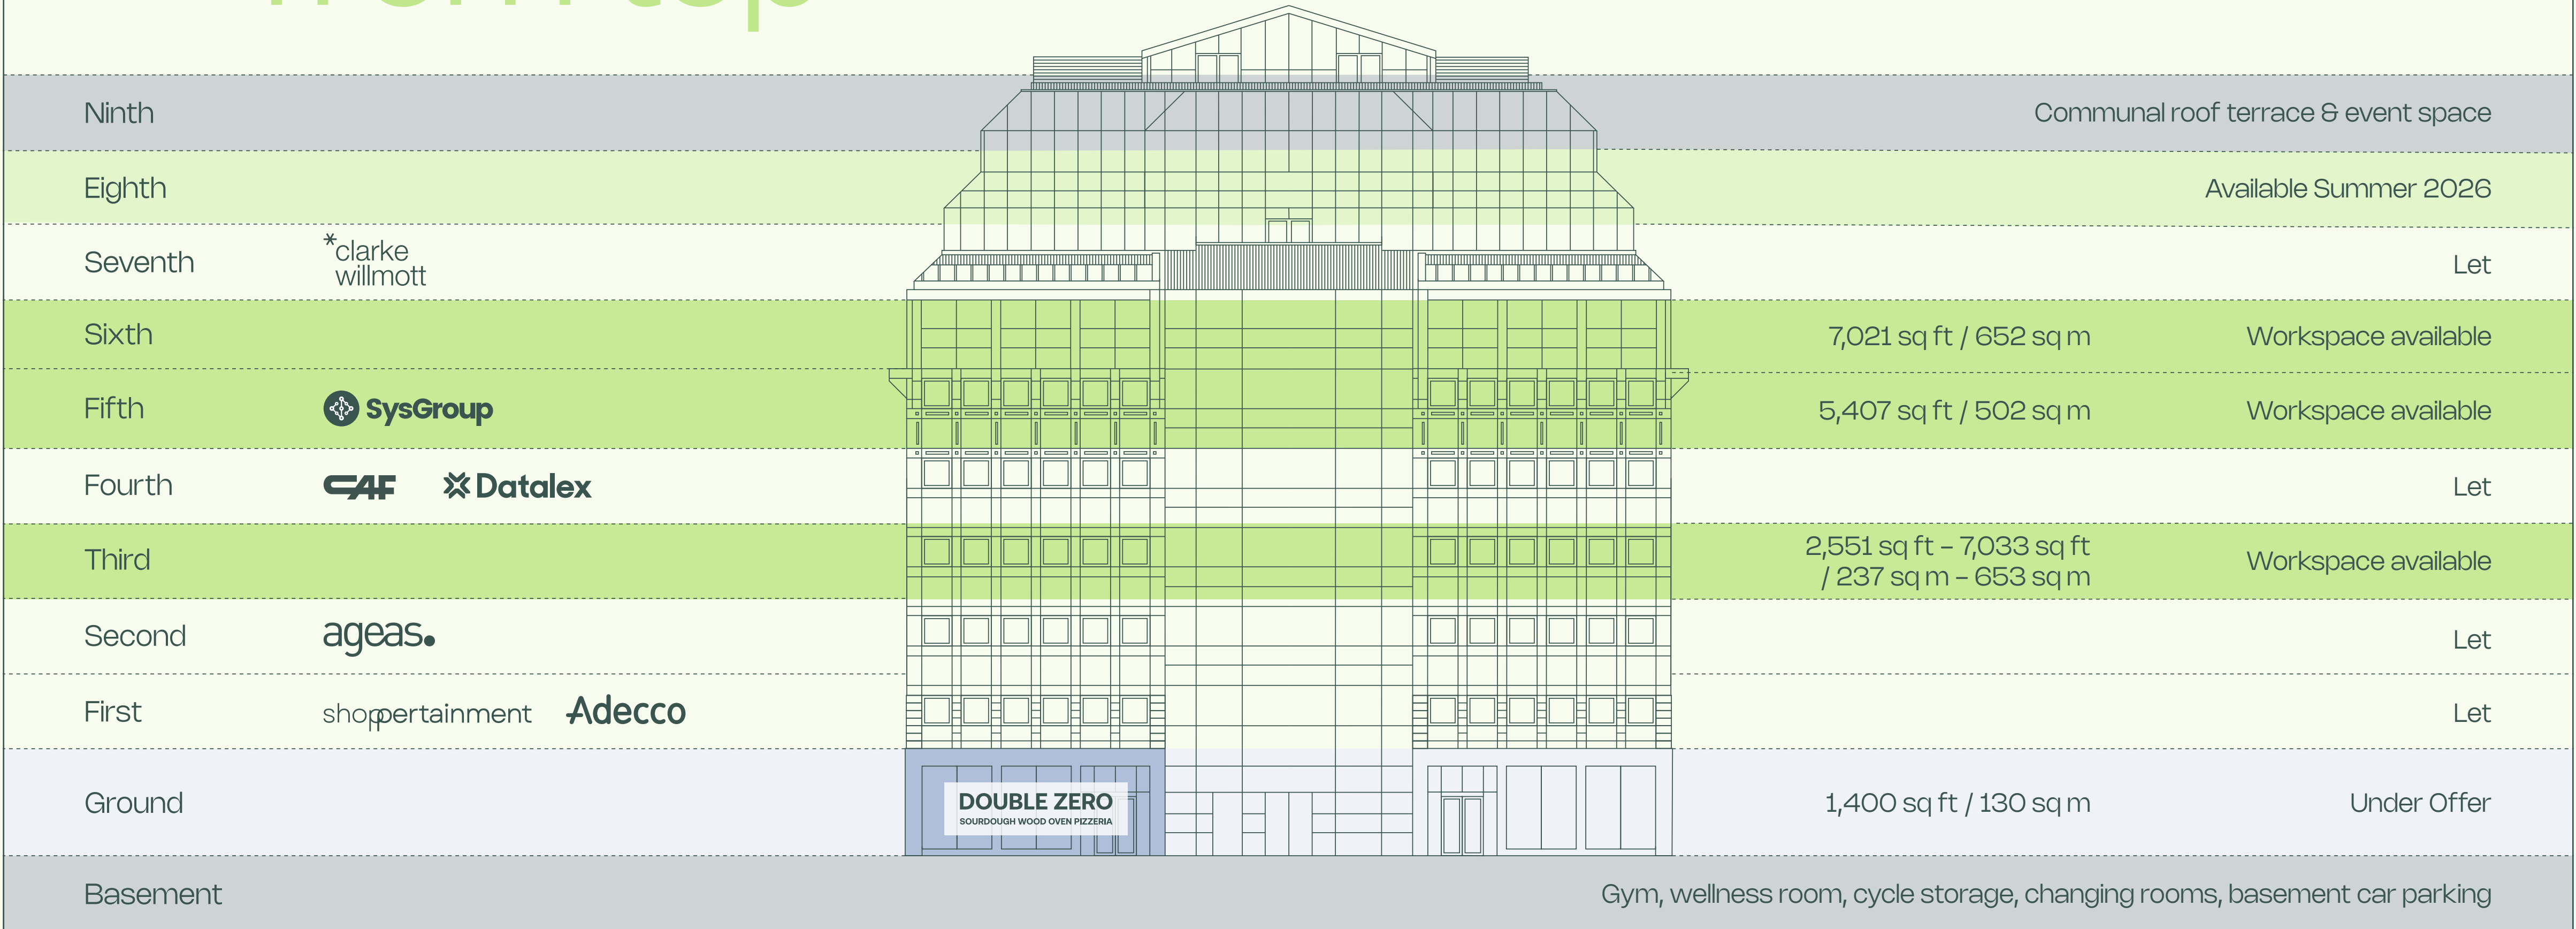 from top
Ninth Communal roof terrace & event space
Eighth Available Summer 2026
Seventh *clarke willmott Let
Sixth 7,021 sq ft / 652 sq m Workspace available
Fifth SysGroup 5,407 sq ft / 502 sq m Workspace available
Fourth CAF Datalex Let
Third 2,551 sq ft – 7,033 sq ft / 237 sq m – 653 sq m Workspace available
Second ageas. Let
First shoppertainment Adecco Let
Ground DOUBLE ZERO SOURDOUGH WOOD OVEN PIZZERIA 1,400 sq ft / 130 sq m Under Offer
Basement Gym, wellness room, cycle storage, changing rooms, basement car parking